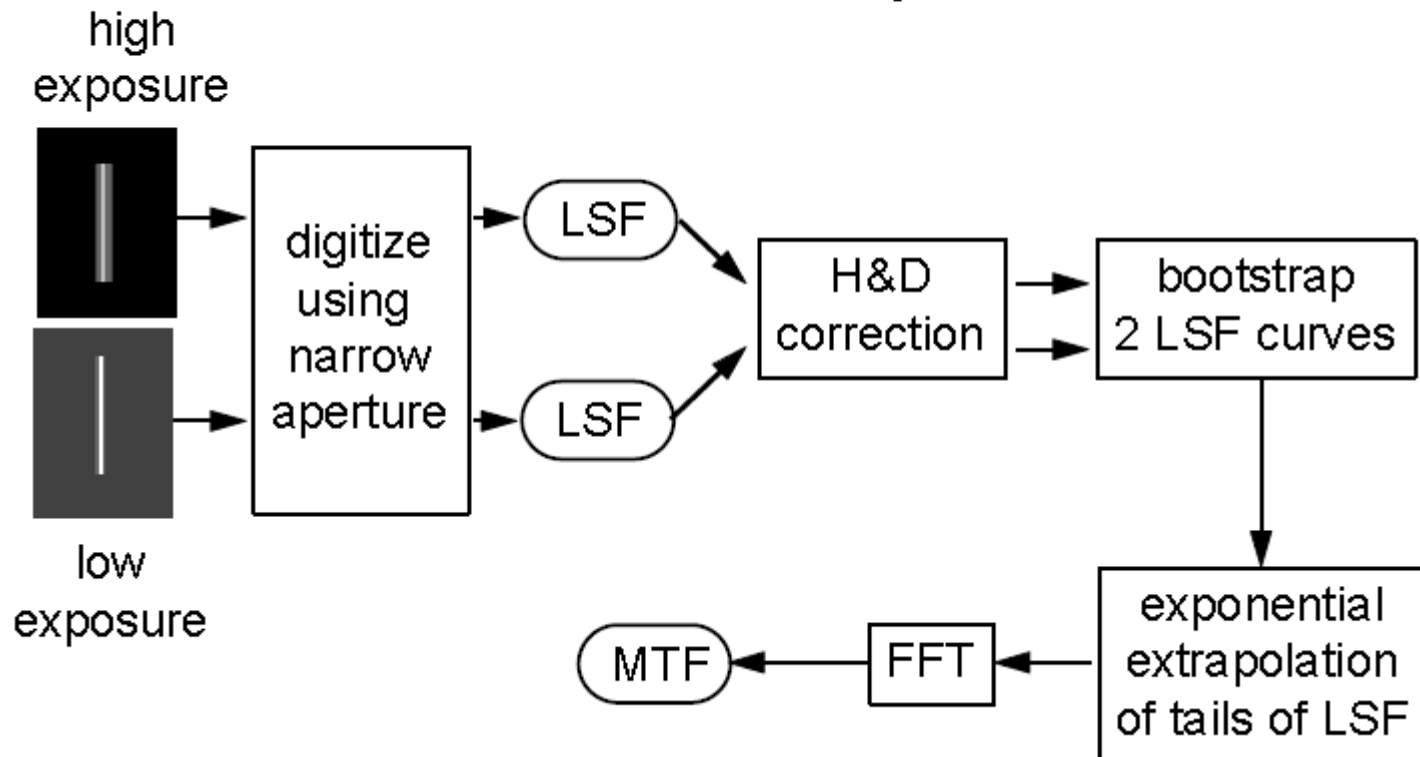 high
exposure
digitize
using
narrow
aperture
LSF
LSF
H&D
correction
bootstrap
2 LSF curves
low
exposure
exponential
extrapolation
of tails of LSF
FFT
MTF